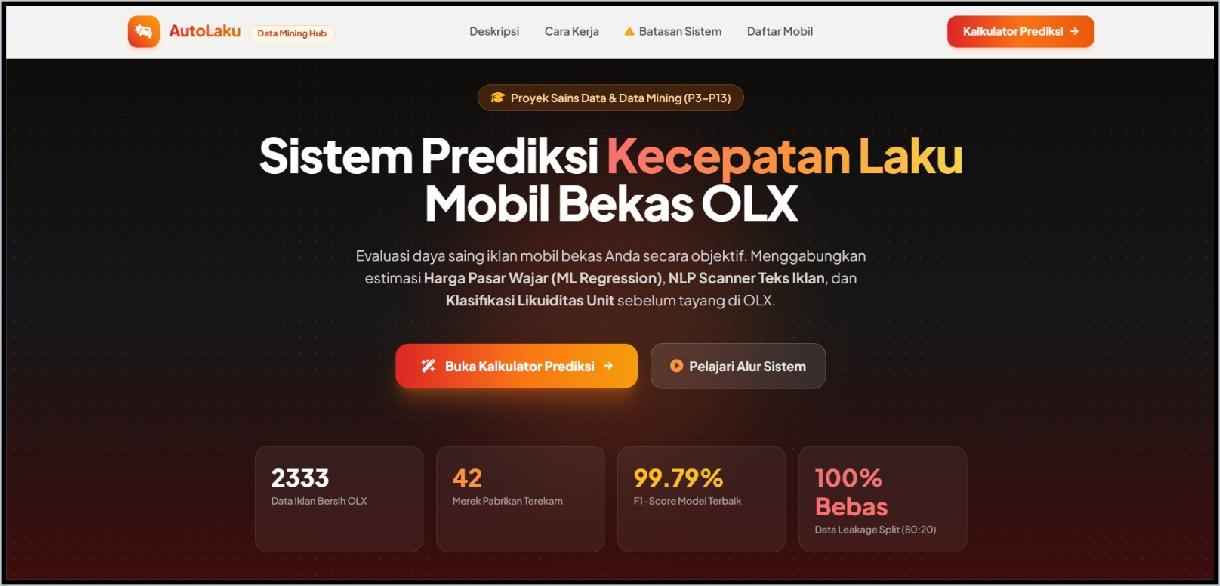 AutoLaku Data Mining Hub Deskripsi Cara Kerja Batasan Sistem Daftar Mobil Kalkulator Prediksi →
Proyek Sains Data & Data Mining (P3–P13)
Sistem Prediksi Kecepatan Laku
Mobil Bekas OLX
Evaluasi daya saing iklan mobil bekas Anda secara objektif. Menggabungkan
estimasi Harga Pasar Wajar (ML Regression), NLP Scanner Teks Iklan, dan
Klasifikasi Likuiditas Unit sebelum tayang di OLX.
Buka Kalkulator Prediksi → Pelajari Alur Sistem
2333
Data Iklan Bersih OLX
42
Merek Pabrikan Terekam
99.79%
F1-Score Model Terbaik
100%
Bebas
Data Leakage Split (80:20)